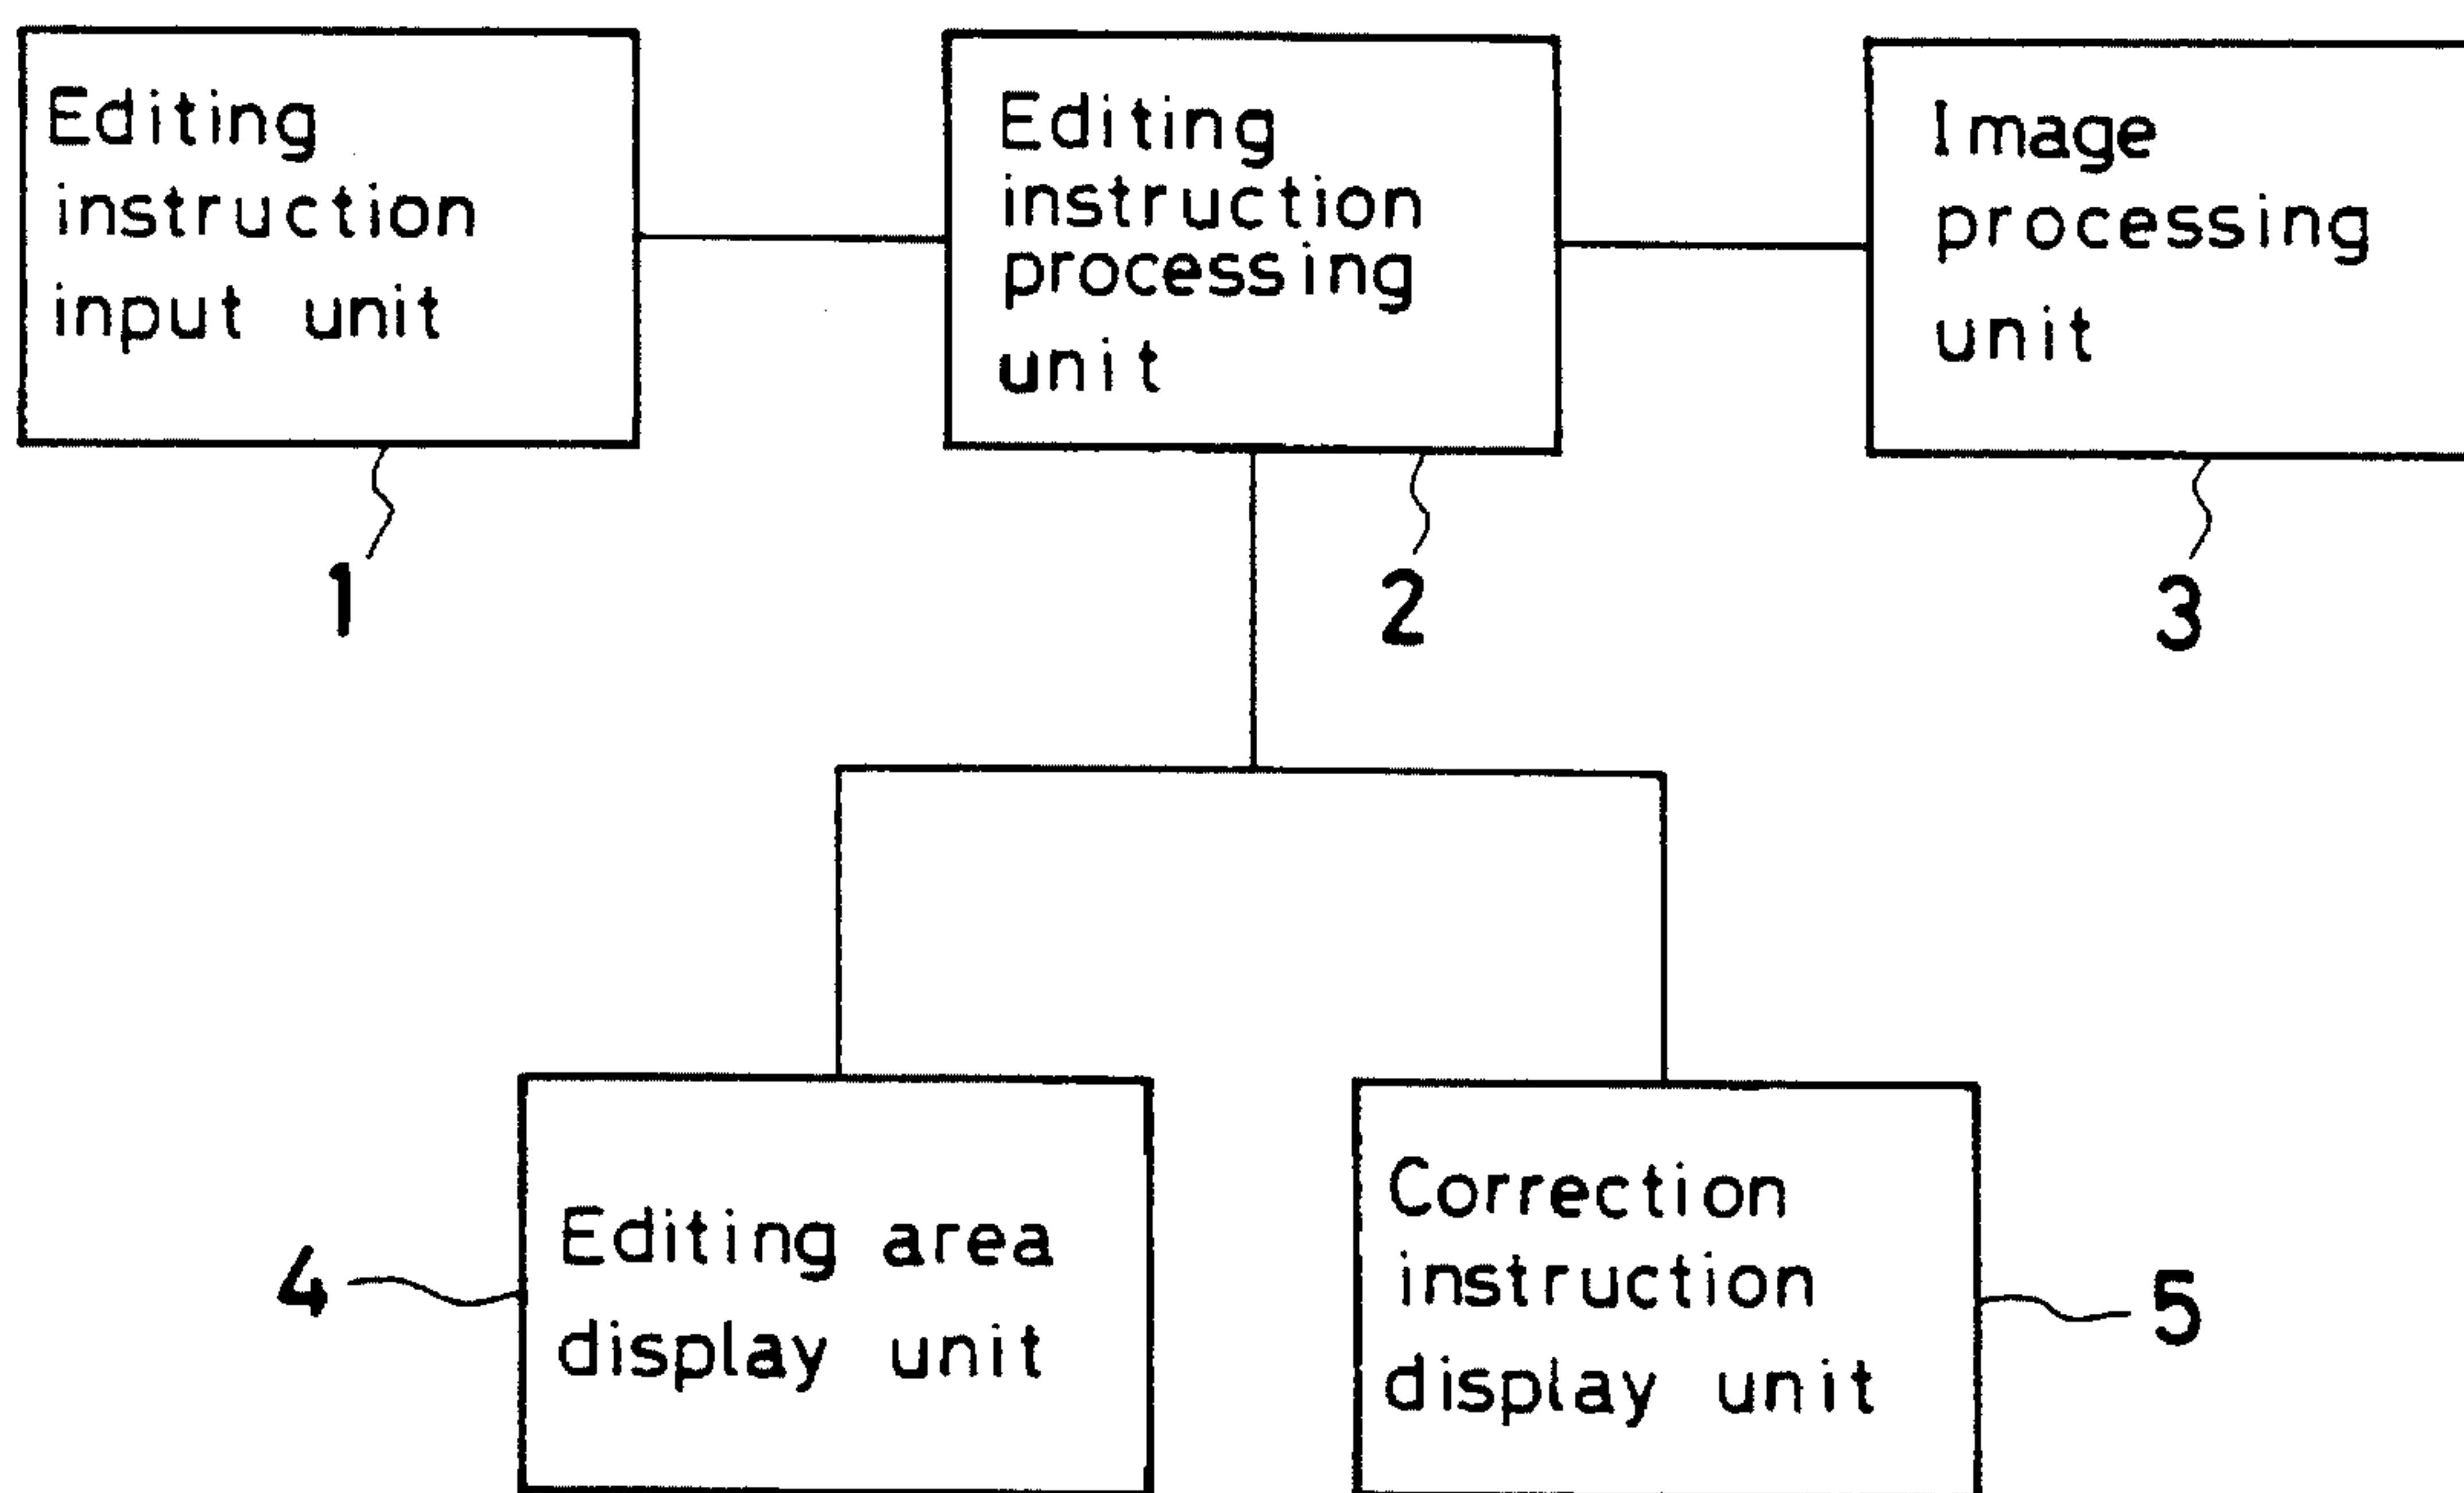 Editing
instruction
input unit
1
Editing
instruction
processing
unit
2
Image
processing
unit
3
Editing area
display unit
4
Correction
instruction
display unit
5